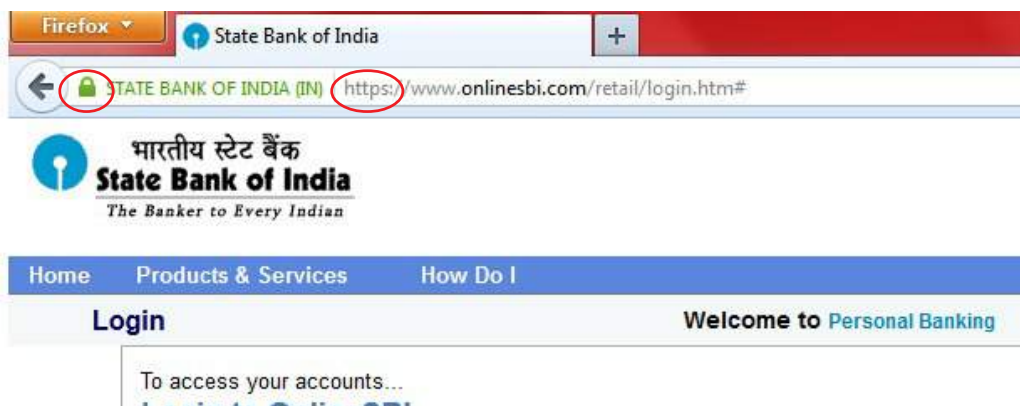 Firefox
State Bank of India
+
STATE BANK OF INDIA (IN) https://www.onlinesbi.com/retail/login.htm#
भारतीय स्टेट बैंक
State Bank of India
The Banker to Every Indian
Home Products & Services How Do I
Login Welcome to Personal Banking
To access your accounts...